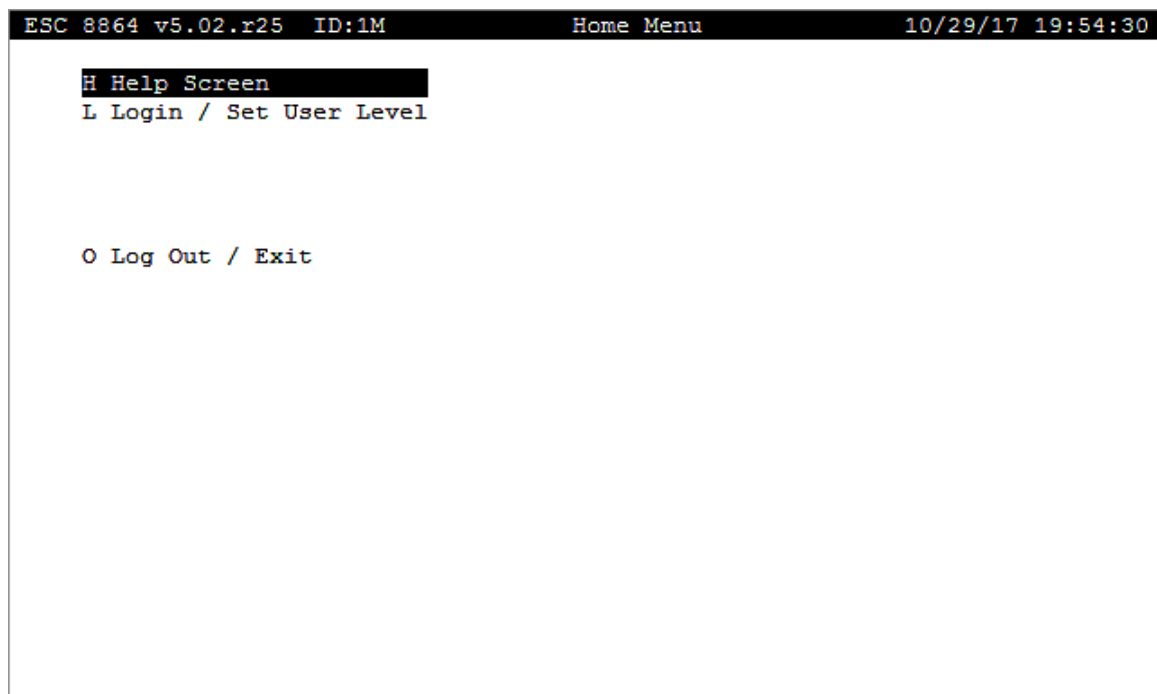 ESC 8864 v5.02.r25 ID:1M Home Menu 10/29/17 19:54:30
H Help Screen
L Login / Set User Level
O Log Out / Exit